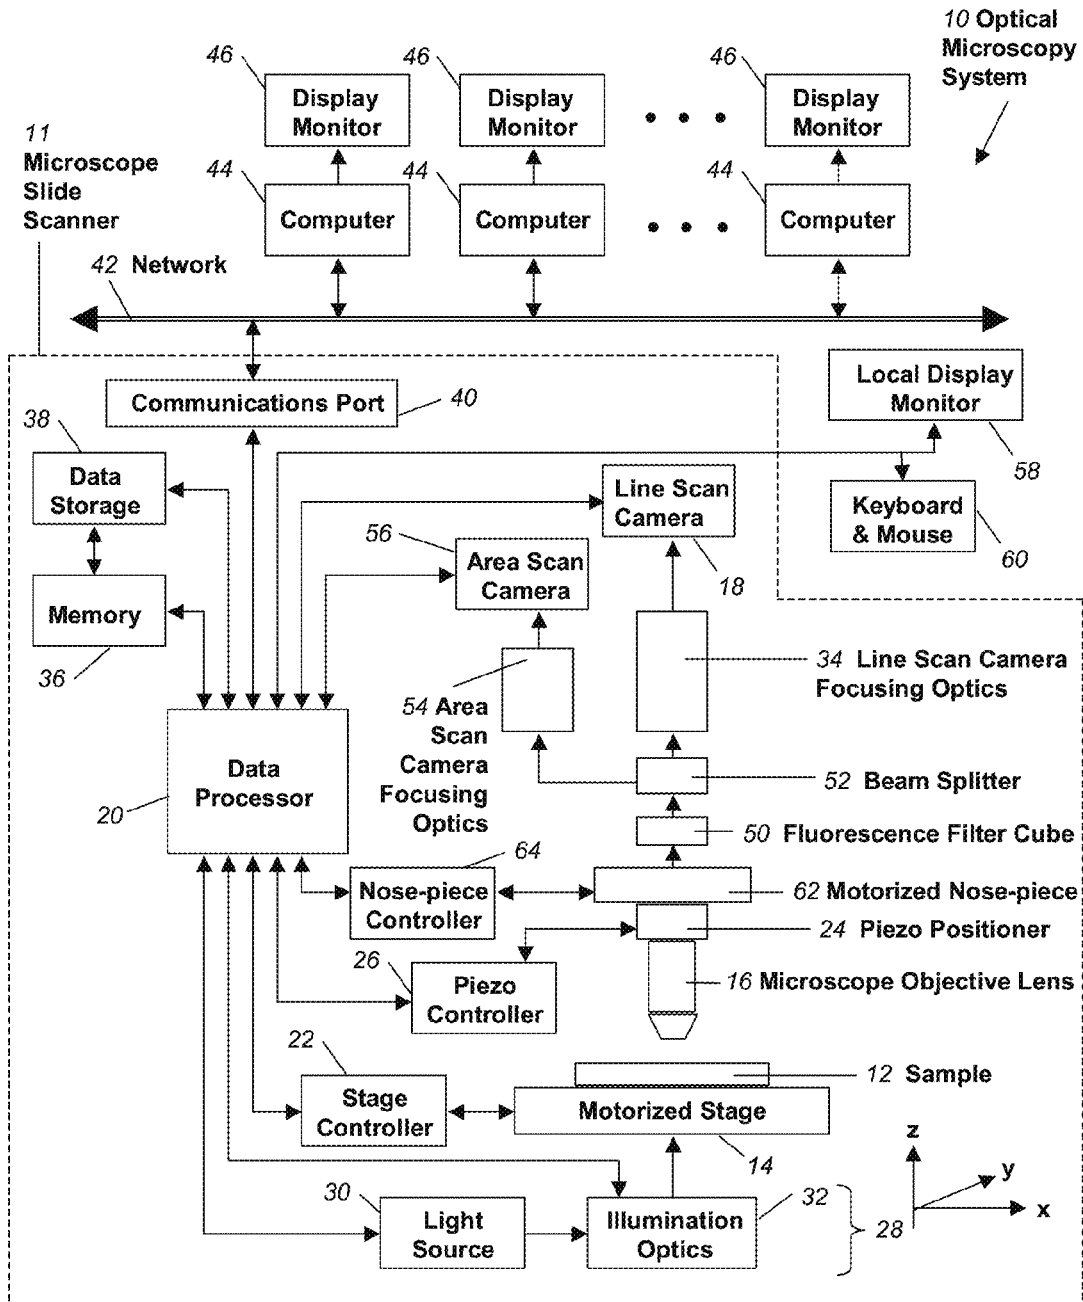 10 Optical
Microscopy
System
46
46
46
Display
Monitor
Display
Monitor
Display
Monitor
11
Microscope
Slide
Scanner
44
44
44
Computer
Computer
Computer
42 Network
Local Display
Monitor
58
Communications Port
40
38
Data
Storage
Line Scan
Camera
18
Keyboard
& Mouse
60
56
Area Scan
Camera
Memory
36
34 Line Scan Camera
Focusing Optics
54 Area
Scan
Camera
Focusing
Optics
Data
Processor
20
52 Beam Splitter
50 Fluorescence Filter Cube
64
Nose-piece
Controller
62 Motorized Nose-piece
24 Piezo Positioner
26
Piezo
Controller
16 Microscope Objective Lens
22
Stage
Controller
12 Sample
Motorized Stage
14
z
y
x
30
Light
Source
Illumination
Optics
32
28